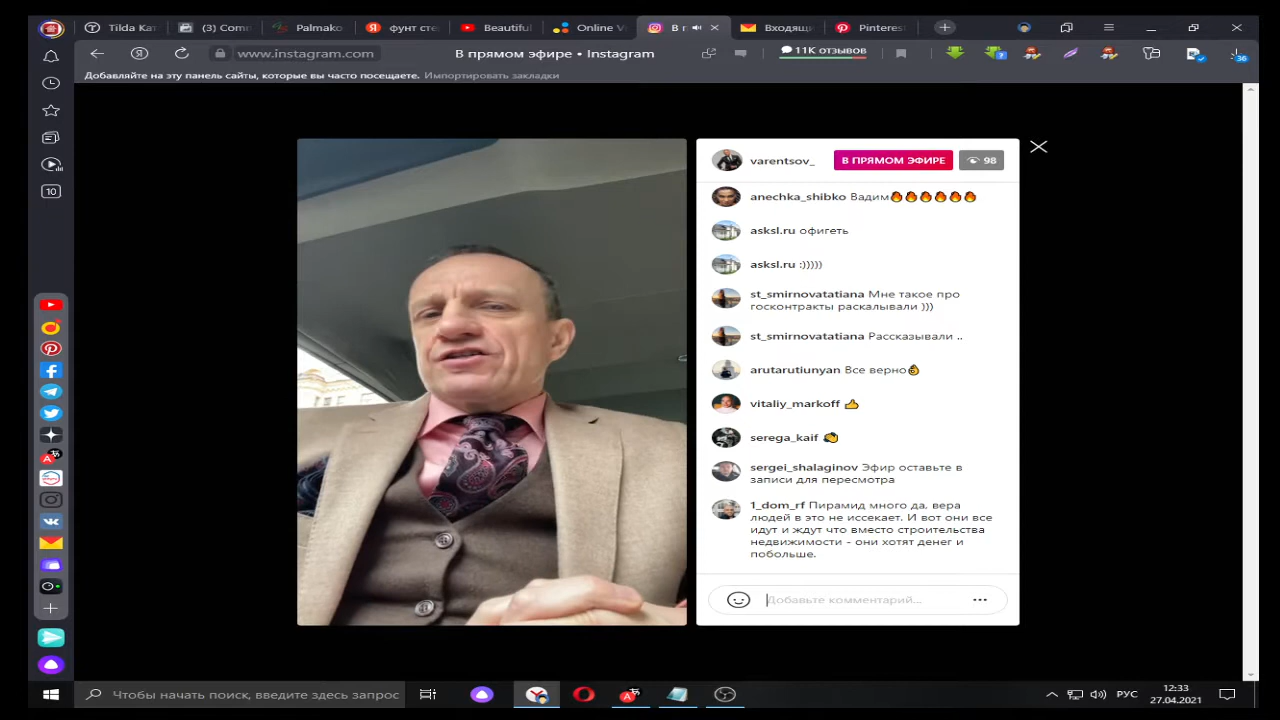 Tilda Kat
(3) Com
Palmako
фунт сте
Beautiful
Online V
В п
Входящи
Pinteres
www.instagram.com
В прямом эфире • Instagram
11K отзывов
Добавляйте на эту панель сайты, которые вы часто посещаете. Импортировать закладки
varentsov_
В ПРЯМОМ ЭФИРЕ
98
anechka_shibko Вадим🔥🔥🔥🔥🔥🔥
asksl.ru офигеть
asksl.ru :)))))
st_smirnovatatiana Мне такое про
госконтракты раскалывали )))
st_smirnovatatiana Рассказывали ..
arutarutiunyan Все верно👌
vitaliy_markoff 👍
serega_kaif 👏
sergei_shalaginov Эфир оставьте в
записи для пересмотра
1_dom_rf Пирамид много да, вера
людей в это не иссекает. И вот они все
идут и ждут что вместо строительства
недвижимости - они хотят денег и
побольше.
Добавьте комментарий...
10
Чтобы начать поиск, введите здесь запрос
РУС
12:33
27.04.2021